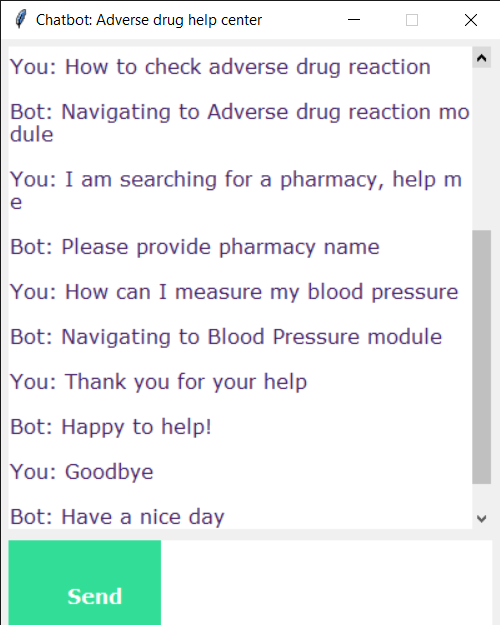 Chatbot: Adverse drug help center
You: How to check adverse drug reaction
Bot: Navigating to Adverse drug reaction mo
dule
You: I am searching for a pharmacy, help m
e
Bot: Please provide pharmacy name
You: How can I measure my blood pressure
Bot: Navigating to Blood Pressure module
You: Thank you for your help
Bot: Happy to help!
You: Goodbye
Bot: Have a nice day
Send